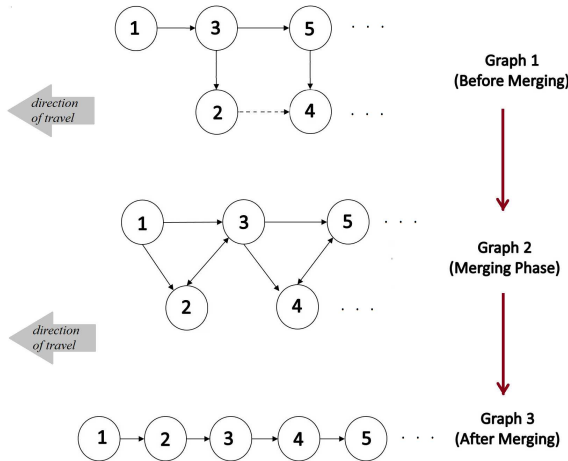 1 3 5 . . .
Graph 1
(Before Merging)
direction
of travel
2 4 . . .
1 3 5 . . .
Graph 2
(Merging Phase)
2 4 . . .
direction
of travel
Graph 3
(After Merging)
1 2 3 4 5 . . .